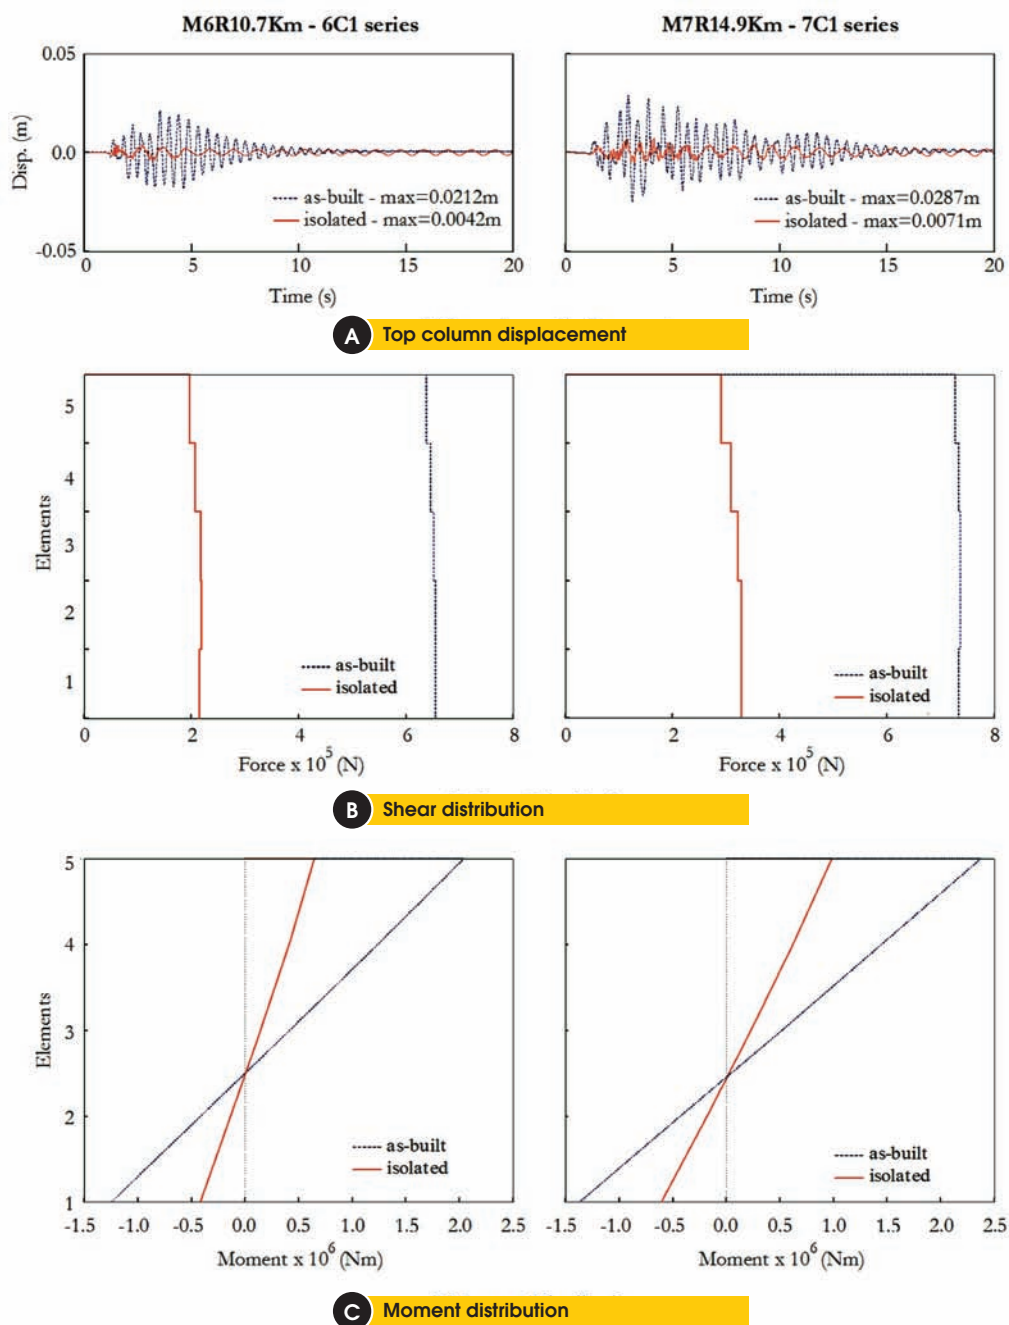 M6R10.7Km - 6C1 series
M7R14.9Km - 7C1 series
0.05
0.0
-0.05
Disp. (m)
as-built - max=0.0212m
isolated - max=0.0042m
0 5 10 15 20
Time (s)
as-built - max=0.0287m
isolated - max=0.0071m
0 5 10 15 20
Time (s)
A Top column displacement
5
4
3
2
1
Elements
as-built
isolated
0 2 4 6 8
Force x 10^5 (N)
as-built
isolated
0 2 4 6 8
Force x 10^5 (N)
B Shear distribution
5
4
3
2
1
Elements
as-built
isolated
-1.5 -1.0 -0.5 0.0 0.5 1.0 1.5 2.0 2.5
Moment x 10^6 (Nm)
as-built
isolated
-1.5 -1.0 -0.5 0.0 0.5 1.0 1.5 2.0 2.5
Moment x 10^6 (Nm)
C Moment distribution